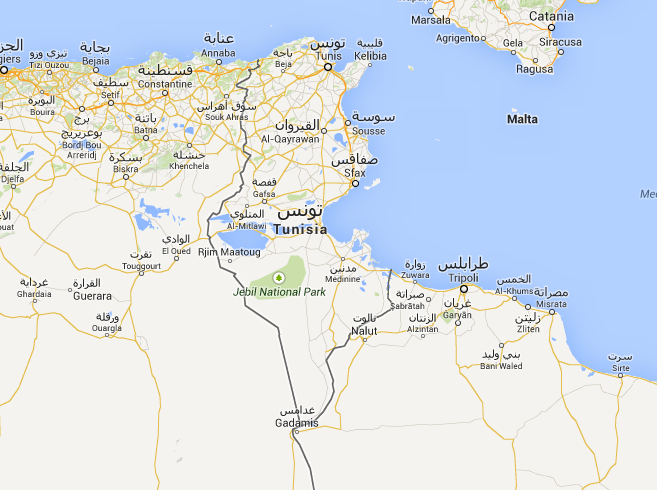 الجز
giers
تيزي وزو
Tizi Ouzou
بجاية
Bejaia
عنابة
Annaba
باجة
Beja
تونس
Tunis
قليبية
Kelibia
Marsala
Agrigento
Gela
Catania
Siracusa
Ragusa
البويرة
Bouira
سطيف
Setif
قسنطينة
Constantine
سوق أهراس
Souk Ahras
Malta
برج
بوعريريج
Bordj Bou
Arreridj
باتنة
Batna
خنشلة
Khenchela
القيروان
Al-Qayrawan
سوسة
Sousse
الجلفة
Djelfa
بسكرة
Biskra
صفاقس
Sfax
قفصة
Gafsa
المتلوي
Al-Mitlawi
تونس
Tunisia
Me
الأغ
ouat
الوادي
El Oued
Rjim Maatoug
تقرت
Touggourt
غرداية
Ghardaia
القرارة
Guerara
ورقلة
Ouargla
Jebil National Park
مدنين
Medinine
زوارة
Zuwara
طرابلس
Tripoli
صبراتة
Sabrātah
الخمس
Al-Khums
مصراتة
Misrata
غريان
Garyān
زليتن
Zliten
نالوت
Nalut
الزنتان
Alzintan
بني وليد
Bani Waled
سرت
Sirte
غدامس
Gadamis